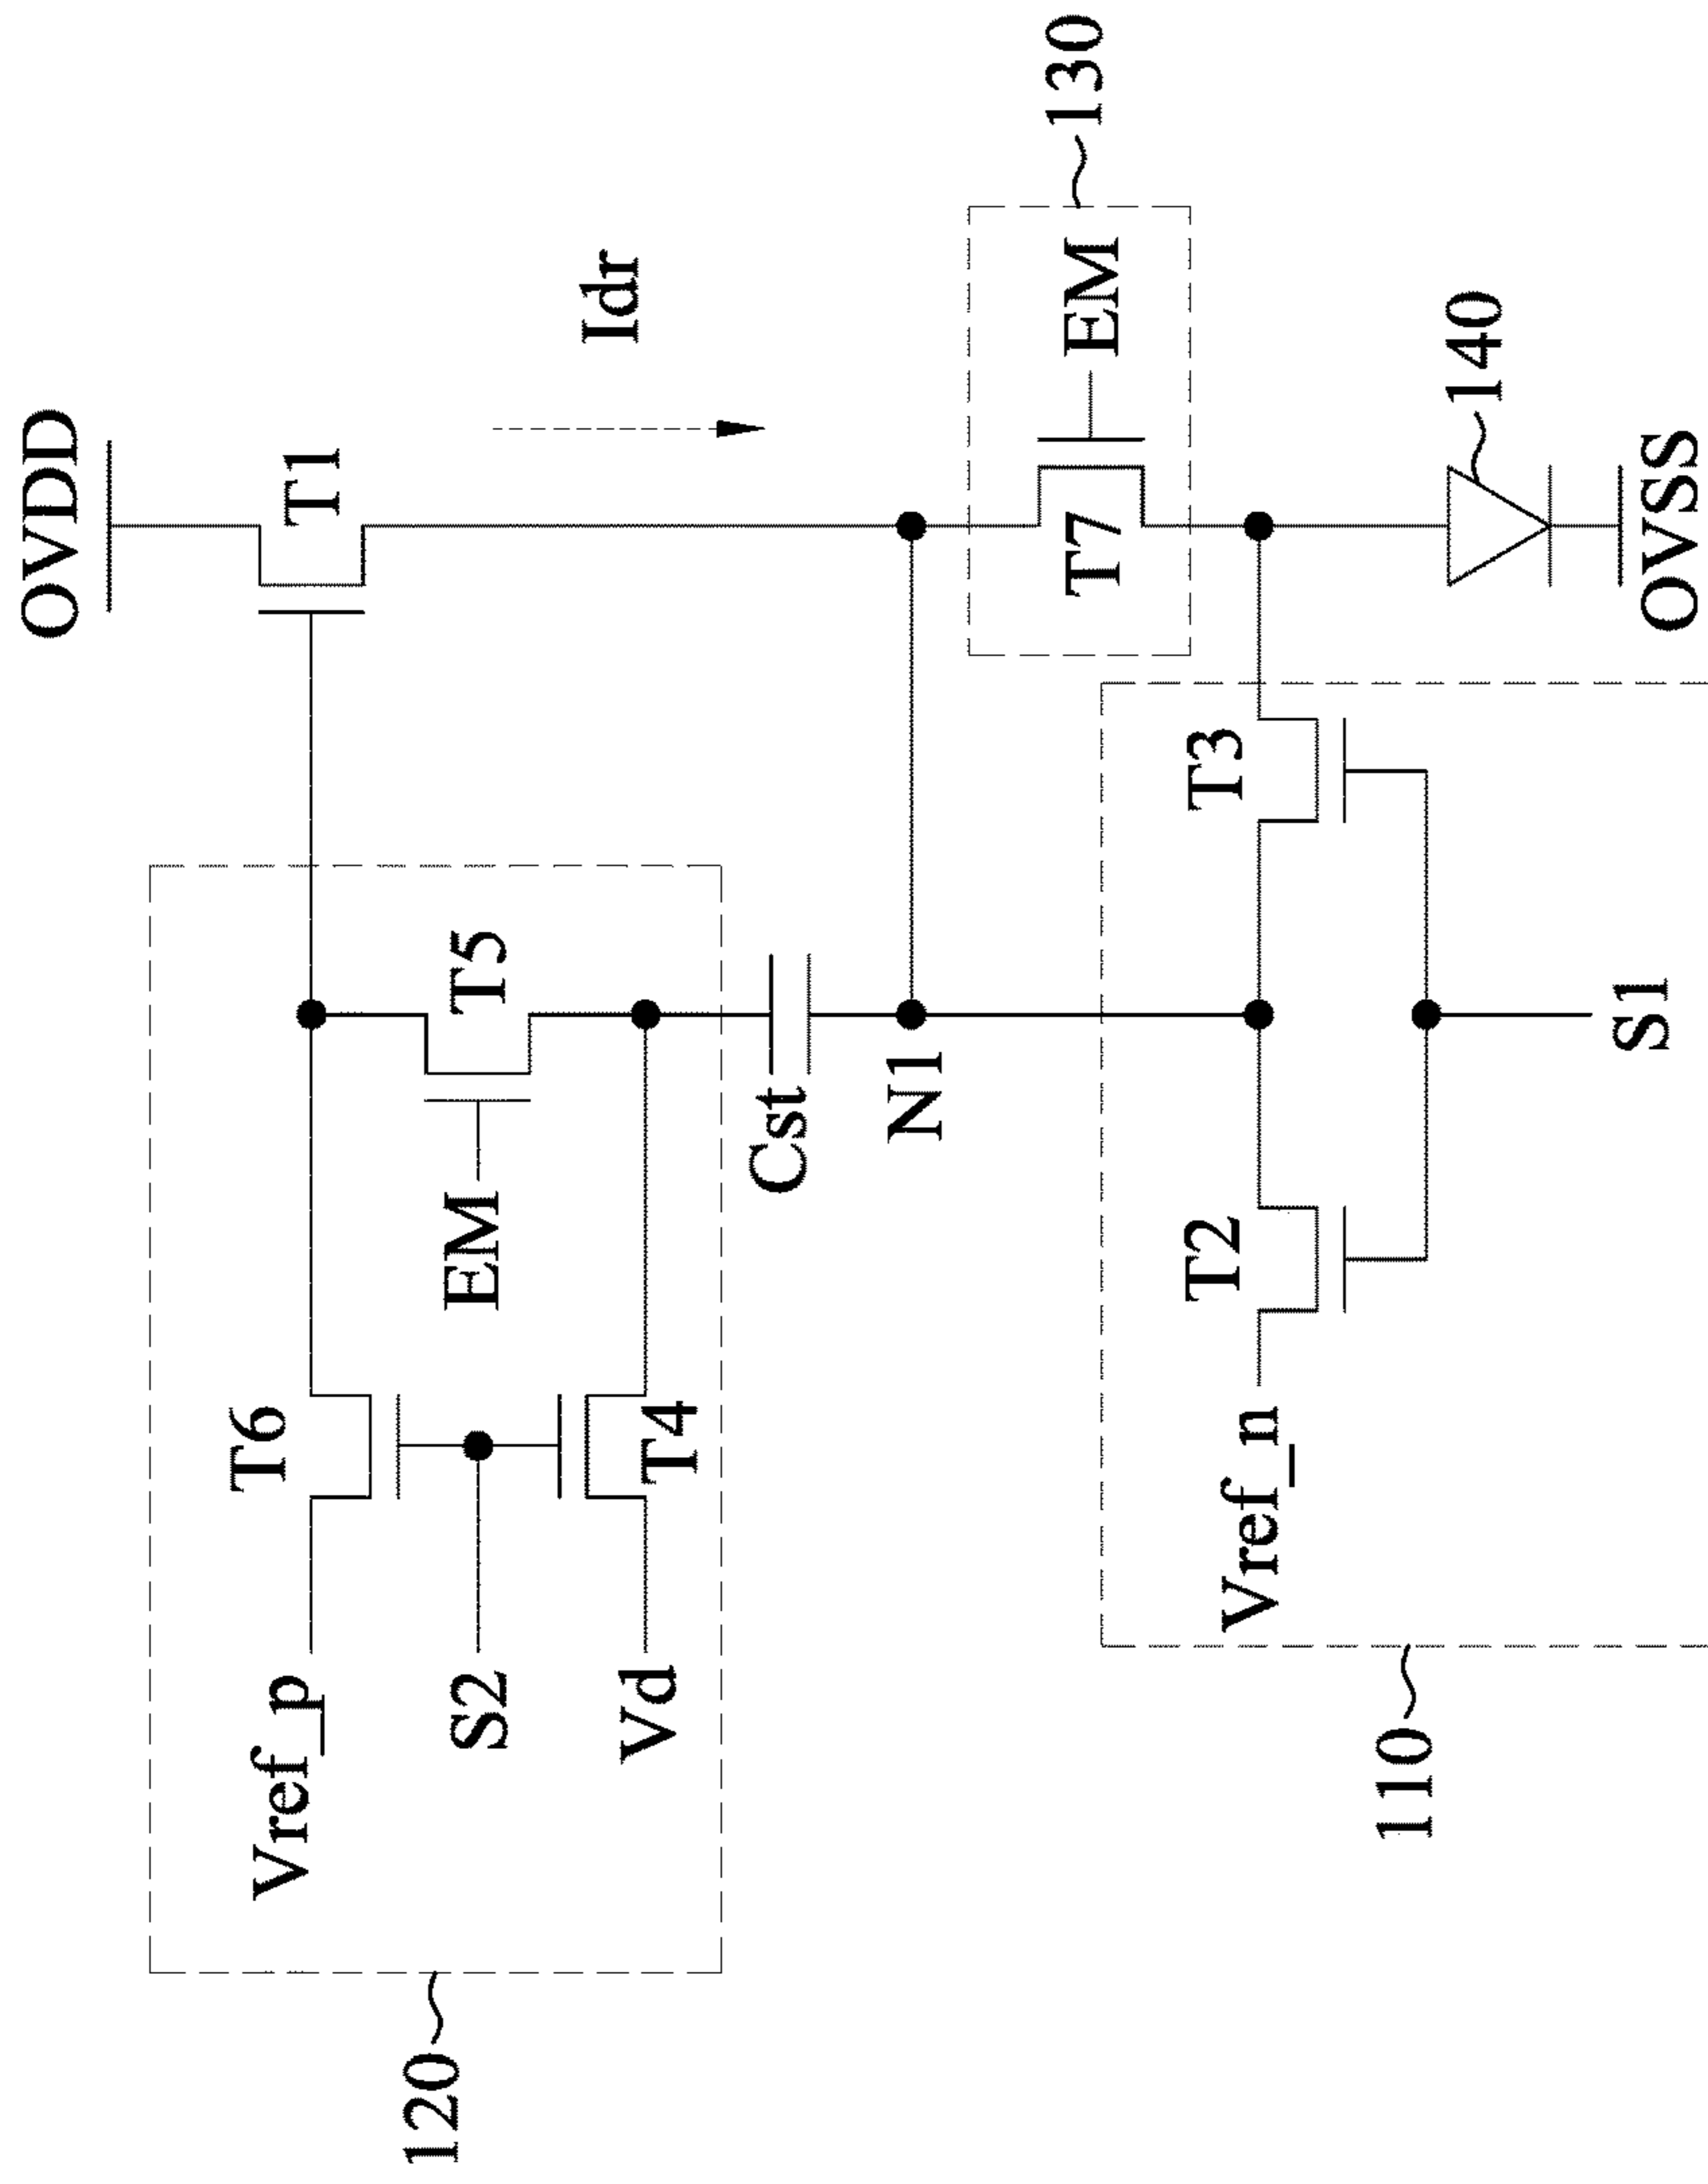 OVDD
T1
Idr
130
EM
T7
140
OVSS
T3
T5
EM
Cst
N1
T2
S1
T6
T4
Vref_n
Vref_p
S2
Vd
110
120